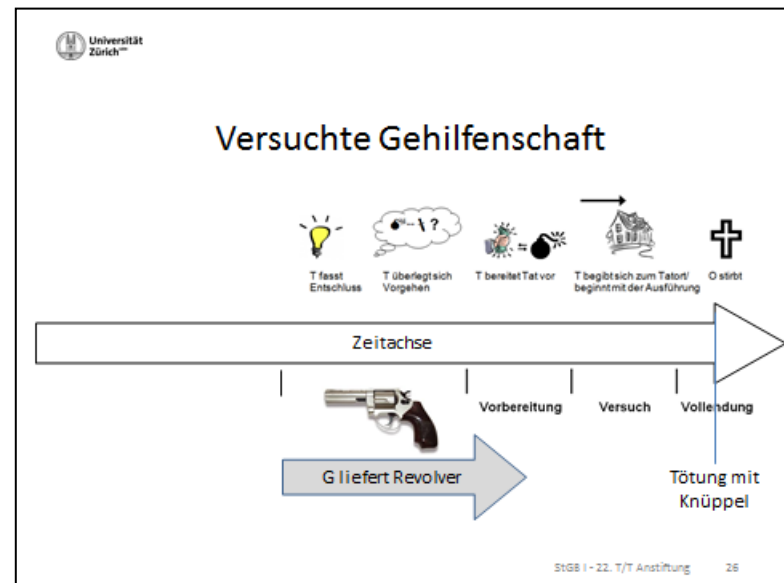 Universität
Zürich
Versuchte Gehilfenschaft
?
T fasst
Entschluss
T überlegt sich
Vorgehen
T bereitet Tat vor
T begibt sich zum Tatort/
beginnt mit der Ausführung
O stirbt
Zeitachse
Vorbereitung
Versuch
Vollendung
G liefert Revolver
Tötung mit
Knüppel
StGB I - 22. T/T Anstiftung 26